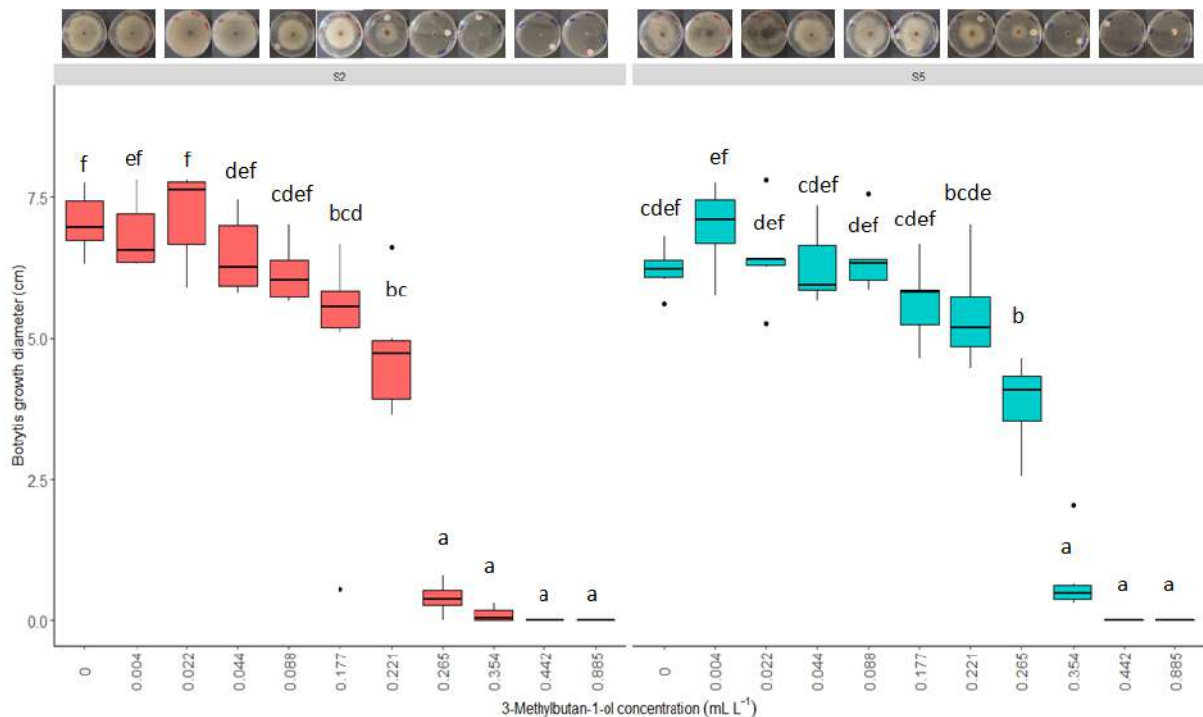 S2 S5
f ef f def cdef bcd bc a a a a
cdef ef def cdef def cdef bcde b a a a
Botrytis growth diameter (cm)
7.5
5.0
2.5
0.0
0 0.004 0.022 0.044 0.088 0.177 0.221 0.265 0.354 0.442 0.885
0 0.004 0.022 0.044 0.088 0.177 0.221 0.265 0.354 0.442 0.885
3-Methylbutan-1-ol concentration (mL L⁻¹)